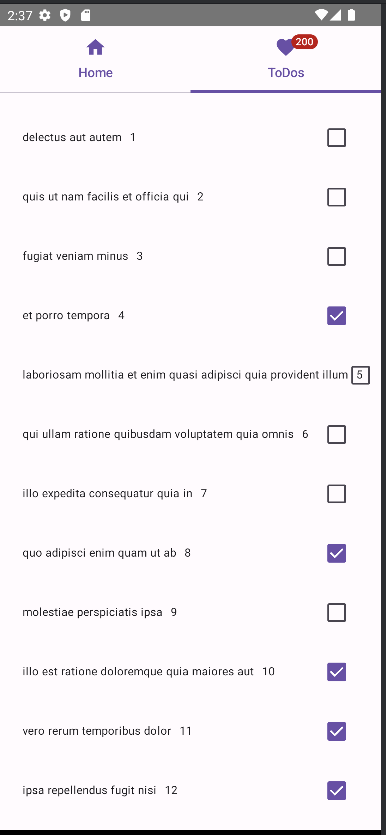 2:37
200
Home ToDos
delectus aut autem 1
quis ut nam facilis et officia qui 2
fugiat veniam minus 3
et porro tempora 4
laboriosam mollitia et enim quasi adipisci quia provident illum 5
qui ullam ratione quibusdam voluptatem quia omnis 6
illo expedita consequatur quia in 7
quo adipisci enim quam ut ab 8
molestiae perspiciatis ipsa 9
illo est ratione doloremque quia maiores aut 10
vero rerum temporibus dolor 11
ipsa repellendus fugit nisi 12